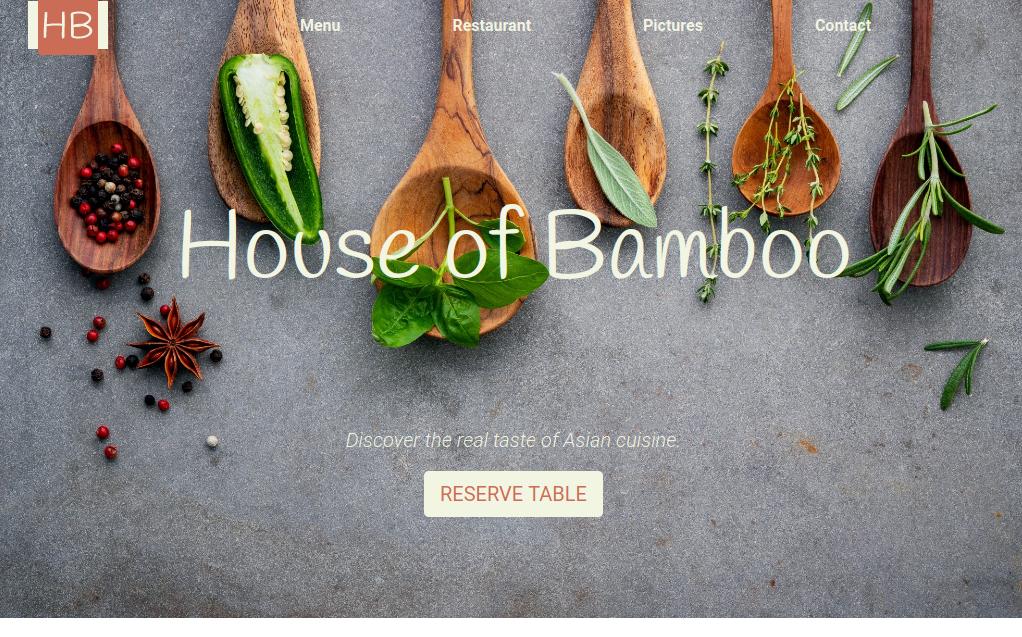 HB
Menu
Restaurant
Pictures
Contact
House of Bamboo
Discover the real taste of Asian cuisine.
RESERVE TABLE